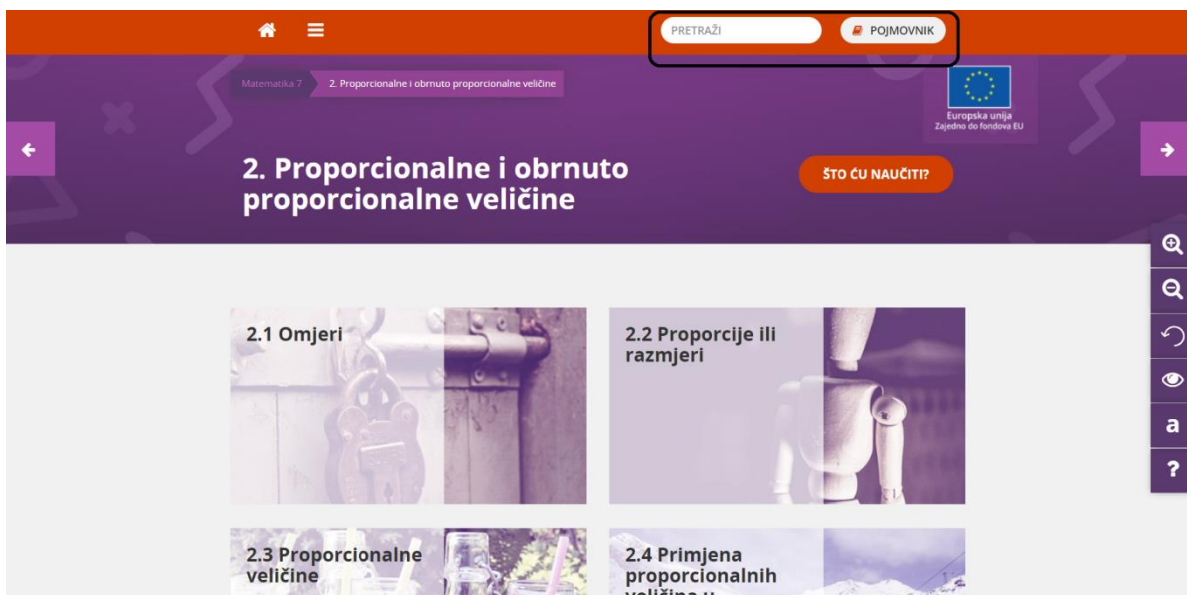 PRETRAŽI
POJMOVNIK
Matematika 7
2. Proporcionalne i obrnuto proporcionalne veličine
Europska unija
Zajedno do fondova EU
2. Proporcionalne i obrnuto
proporcionalne veličine
ŠTO ĆU NAUČITI?
a
?
2.1 Omjeri
2.2 Proporcije ili
razmjeri
2.3 Proporcionalne
veličine
2.4 Primjena
proporcionalnih
veličina u